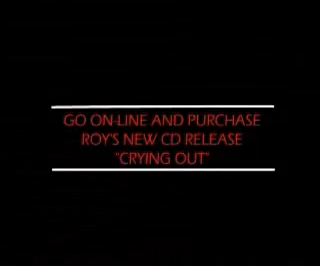 GO ON-LINE AND PURCHASE
ROY'S NEW CD RELEASE
"CRYING OUT"